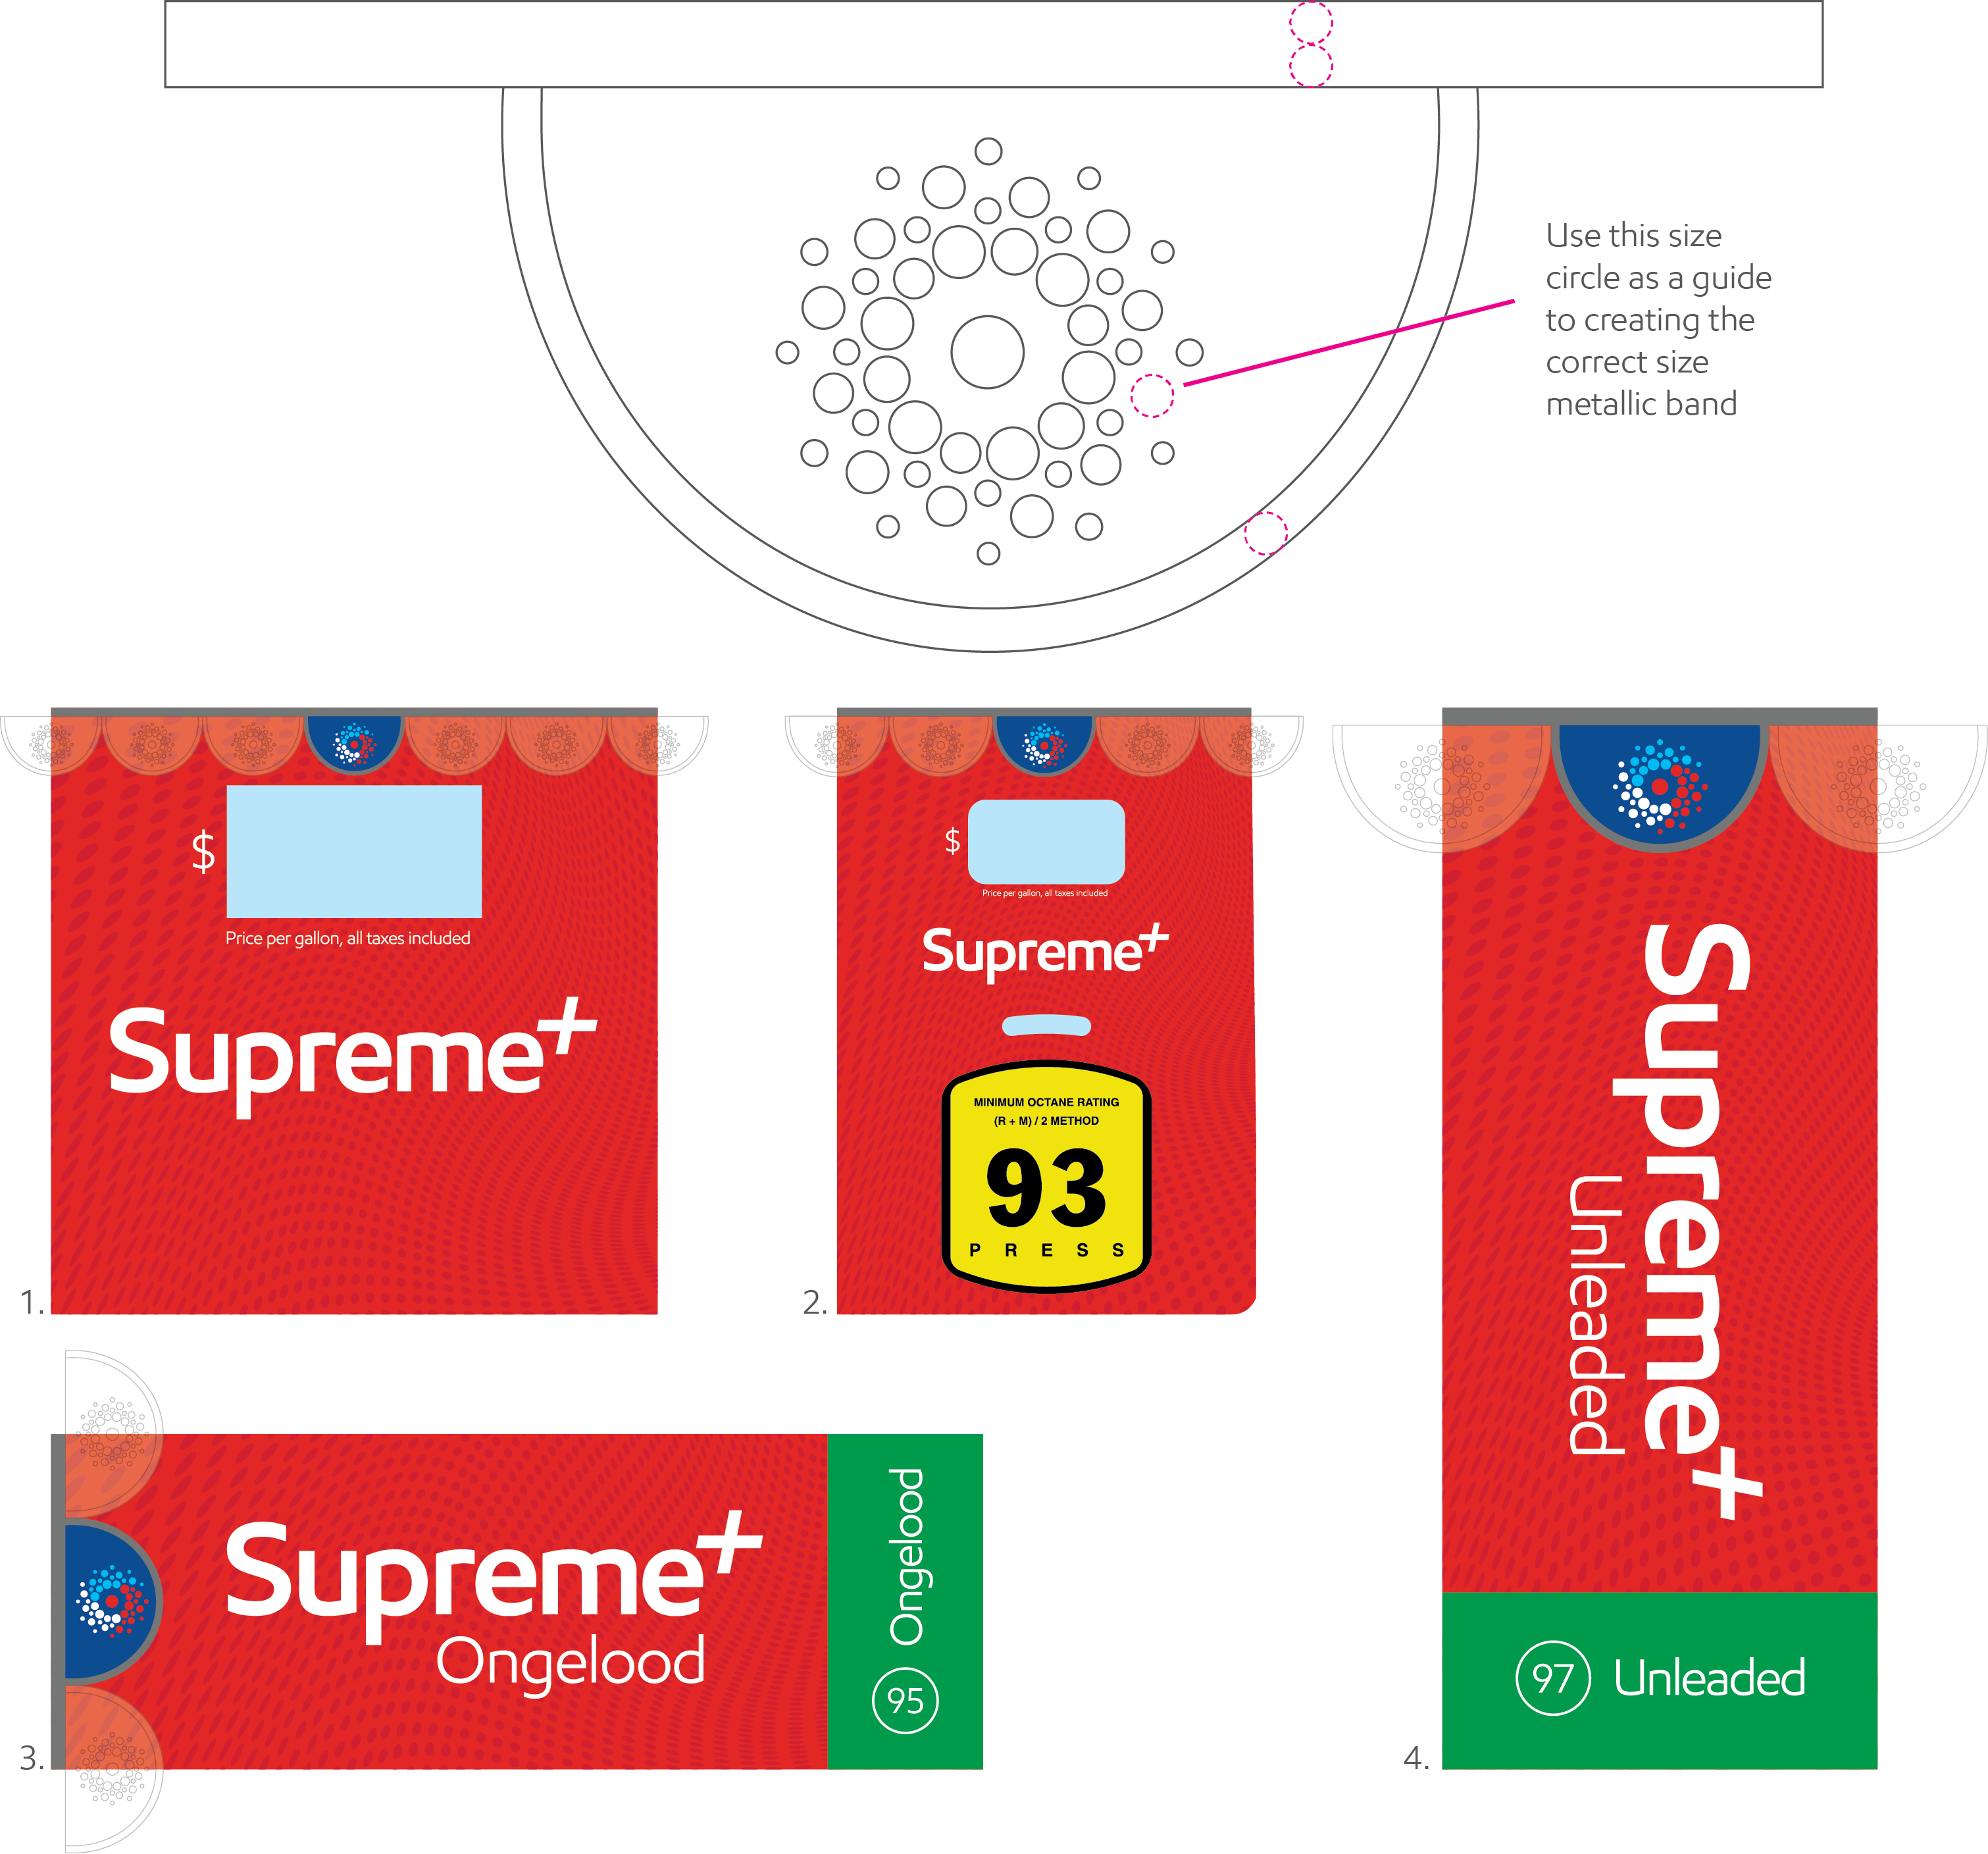 Use this size
circle as a guide
to creating the
correct size
metallic band
$
Price per gallon, all taxes included
Supreme+
1.
$
Price per gallon, all taxes included
Supreme+
MINIMUM OCTANE RATING
(R + M) / 2 METHOD
93
P R E S S
2.
Supreme+
Ongelood
Ongelood
95
3.
Supreme+
Unleaded
97 Unleaded
4.